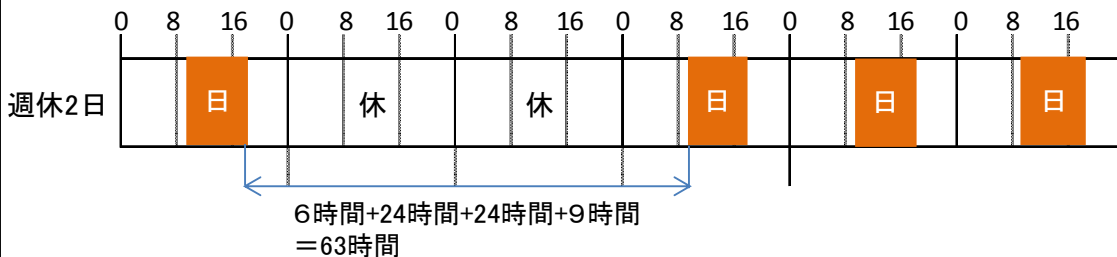 0 8 16 0 8 16 0 8 16 0 8 16 0 8 16 0 8 16
週休2日 日 休 休 日 日 日
6時間+24時間+24時間+9時間
=63時間